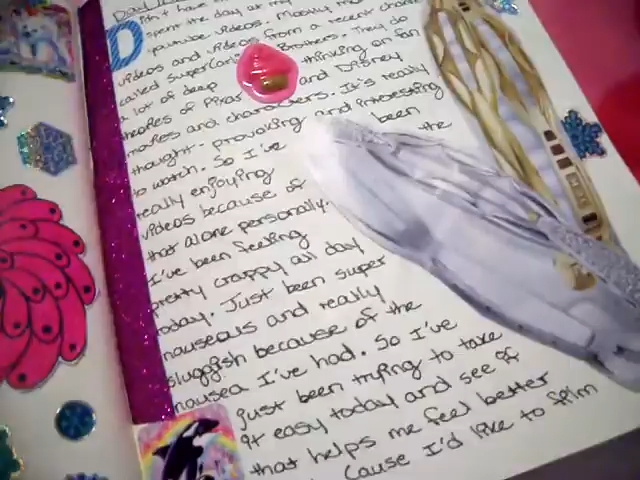 Didn't have
spent the day at my
youtube videos. Mostly
videos and videos from a recent channel
called SuperCarlin Brothers. They do
a lot of deep thinking on fan
theories of Pixar and Disney
movies and characters. It's really
thought-provoking and interesting
to watch. So I've been
really enjoying the
videos because of
that alone personally.
I've been feeling
pretty crappy all day
today. Just been super
nauseous and really
sluggish because of the
nausea I've had. So I've
just been trying to take
it easy today and see if
that helps me feel better
Cause I'd like to film